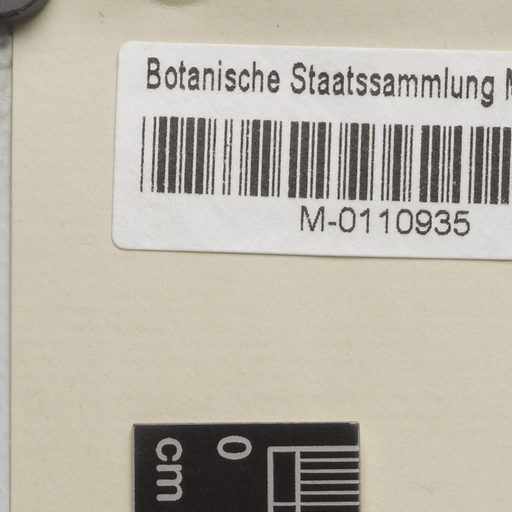 Botanische Staatssammlung
M-0110935
0
cm